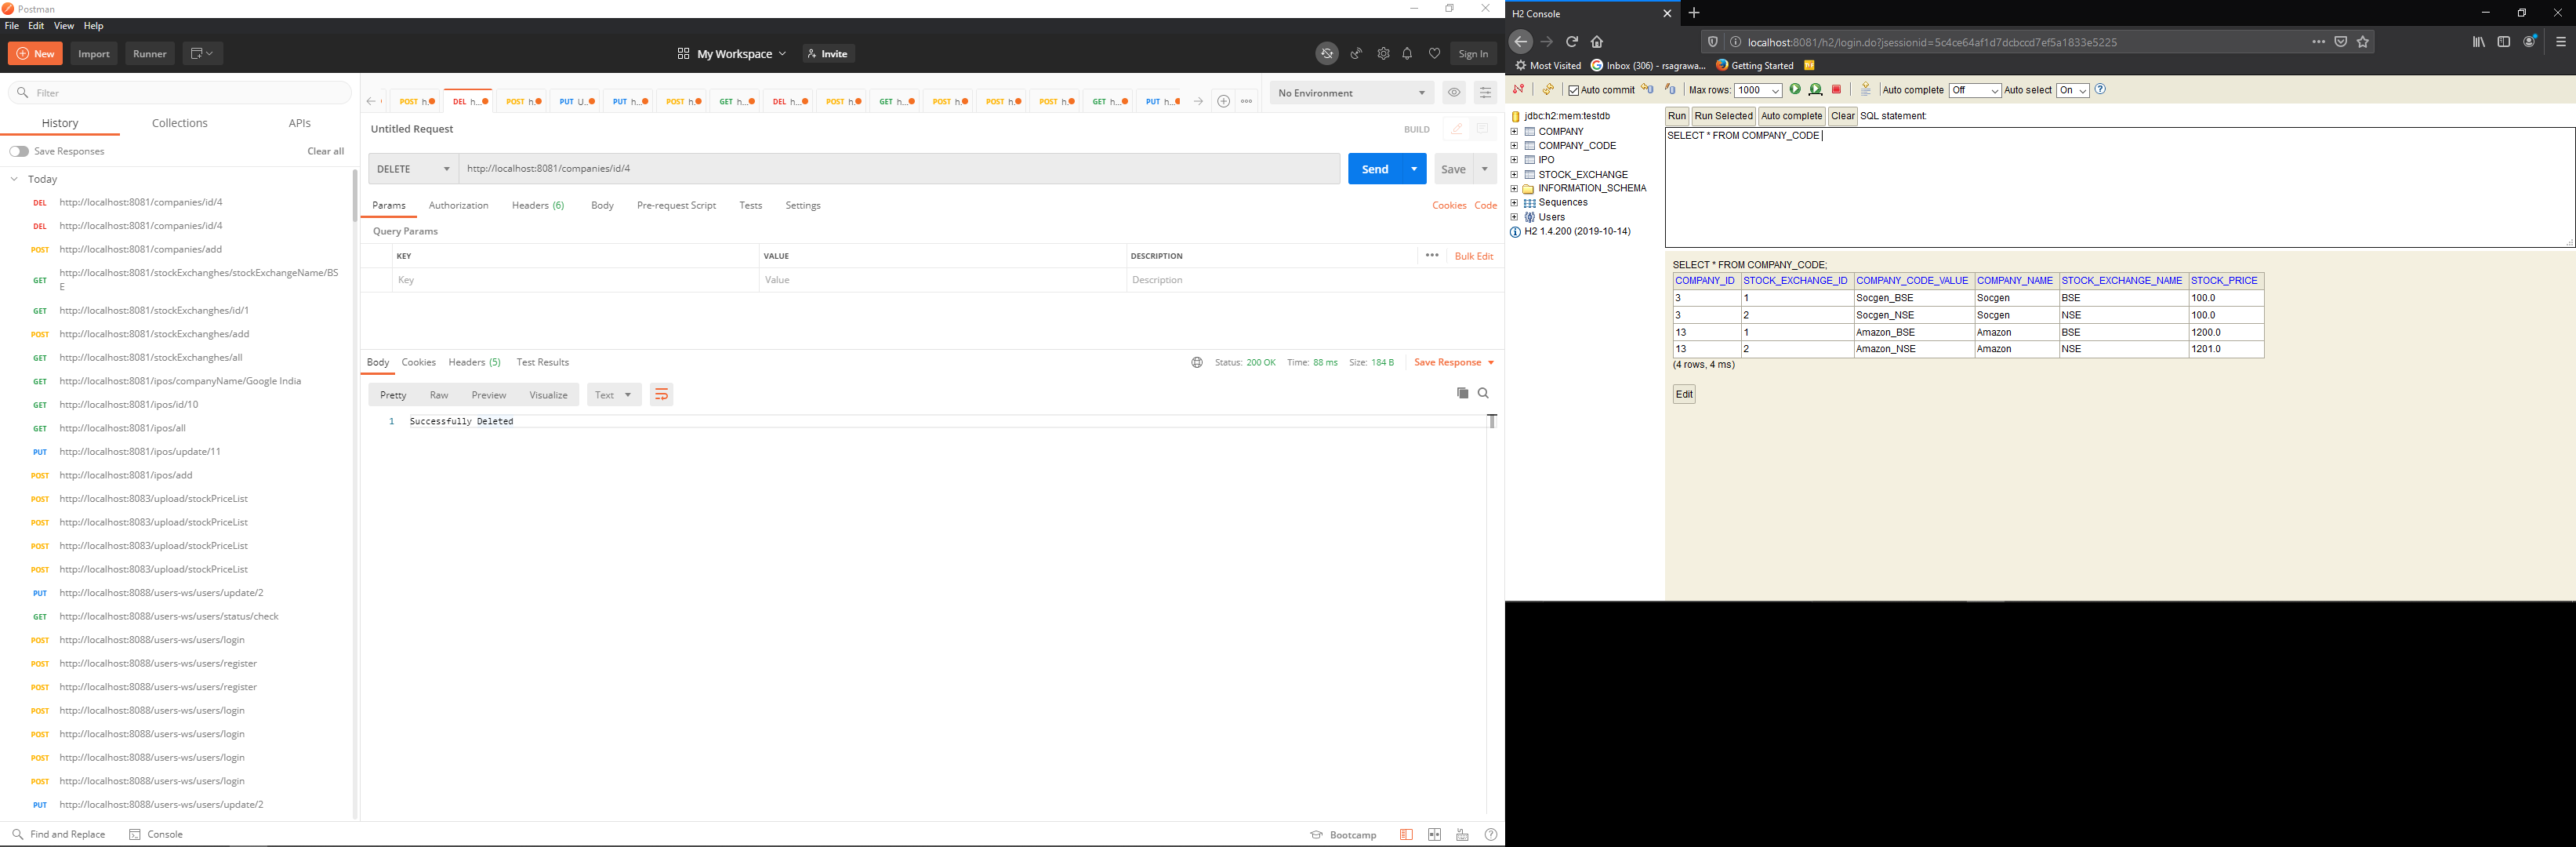 Postman
File Edit View Help
New Import Runner My Workspace Invite Sign In
Filter
History Collections APIs
Save Responses Clear all
Today
DEL http://localhost:8081/companies/id/4
DEL http://localhost:8081/companies/id/4
POST http://localhost:8081/companies/add
GET http://localhost:8081/stockExchanghes/stockExchangeName/BS
E
GET http://localhost:8081/stockExchanghes/id/1
POST http://localhost:8081/stockExchanghes/add
GET http://localhost:8081/stockExchanghes/all
GET http://localhost:8081/ipos/companyName/Google India
GET http://localhost:8081/ipos/id/10
GET http://localhost:8081/ipos/all
PUT http://localhost:8081/ipos/update/11
POST http://localhost:8081/ipos/add
POST http://localhost:8083/upload/stockPriceList
POST http://localhost:8083/upload/stockPriceList
POST http://localhost:8083/upload/stockPriceList
POST http://localhost:8083/upload/stockPriceList
PUT http://localhost:8088/users-ws/users/update/2
GET http://localhost:8088/users-ws/users/status/check
POST http://localhost:8088/users-ws/users/login
POST http://localhost:8088/users-ws/users/register
POST http://localhost:8088/users-ws/users/register
POST http://localhost:8088/users-ws/users/login
POST http://localhost:8088/users-ws/users/login
POST http://localhost:8088/users-ws/users/login
POST http://localhost:8088/users-ws/users/login
PUT http://localhost:8088/users-ws/users/update/2
Find and Replace Console
POST h. DEL h... POST h. PUT U... PUT h... POST h. GET h... DEL h... POST h. GET h... POST h. POST h. POST h. GET h... PUT h.. No Environment
Untitled Request BUILD
DELETE http://localhost:8081/companies/id/4 Send Save
Params Authorization Headers (6) Body Pre-request Script Tests Settings Cookies Code
Query Params
KEY VALUE DESCRIPTION ••• Bulk Edit
Key Value Description
Body Cookies Headers (5) Test Results Status: 200 OK Time: 88 ms Size: 184 B Save Response
Pretty Raw Preview Visualize Text
1 Successfully Deleted
Bootcamp
H2 Console
localhost:8081/h2/login.do?jsessionid=5c4ce64af1d7dcbccd7ef5a1833e5225
Most Visited Inbox (306) - rsagrawa... Getting Started
Auto commit Max rows: 1000 Auto complete Off Auto select On
jdbc:h2:mem:testdb
COMPANY
COMPANY_CODE
IPO
STOCK_EXCHANGE
INFORMATION_SCHEMA
Sequences
Users
H2 1.4.200 (2019-10-14)
Run Run Selected Auto complete Clear SQL statement:
SELECT * FROM COMPANY_CODE
SELECT * FROM COMPANY_CODE;
COMPANY_ID STOCK_EXCHANGE_ID COMPANY_CODE_VALUE COMPANY_NAME STOCK_EXCHANGE_NAME STOCK_PRICE
3 1 Socgen_BSE Socgen BSE 100.0
3 2 Socgen_NSE Socgen NSE 100.0
13 1 Amazon_BSE Amazon BSE 1200.0
13 2 Amazon_NSE Amazon NSE 1201.0
(4 rows, 4 ms)
Edit